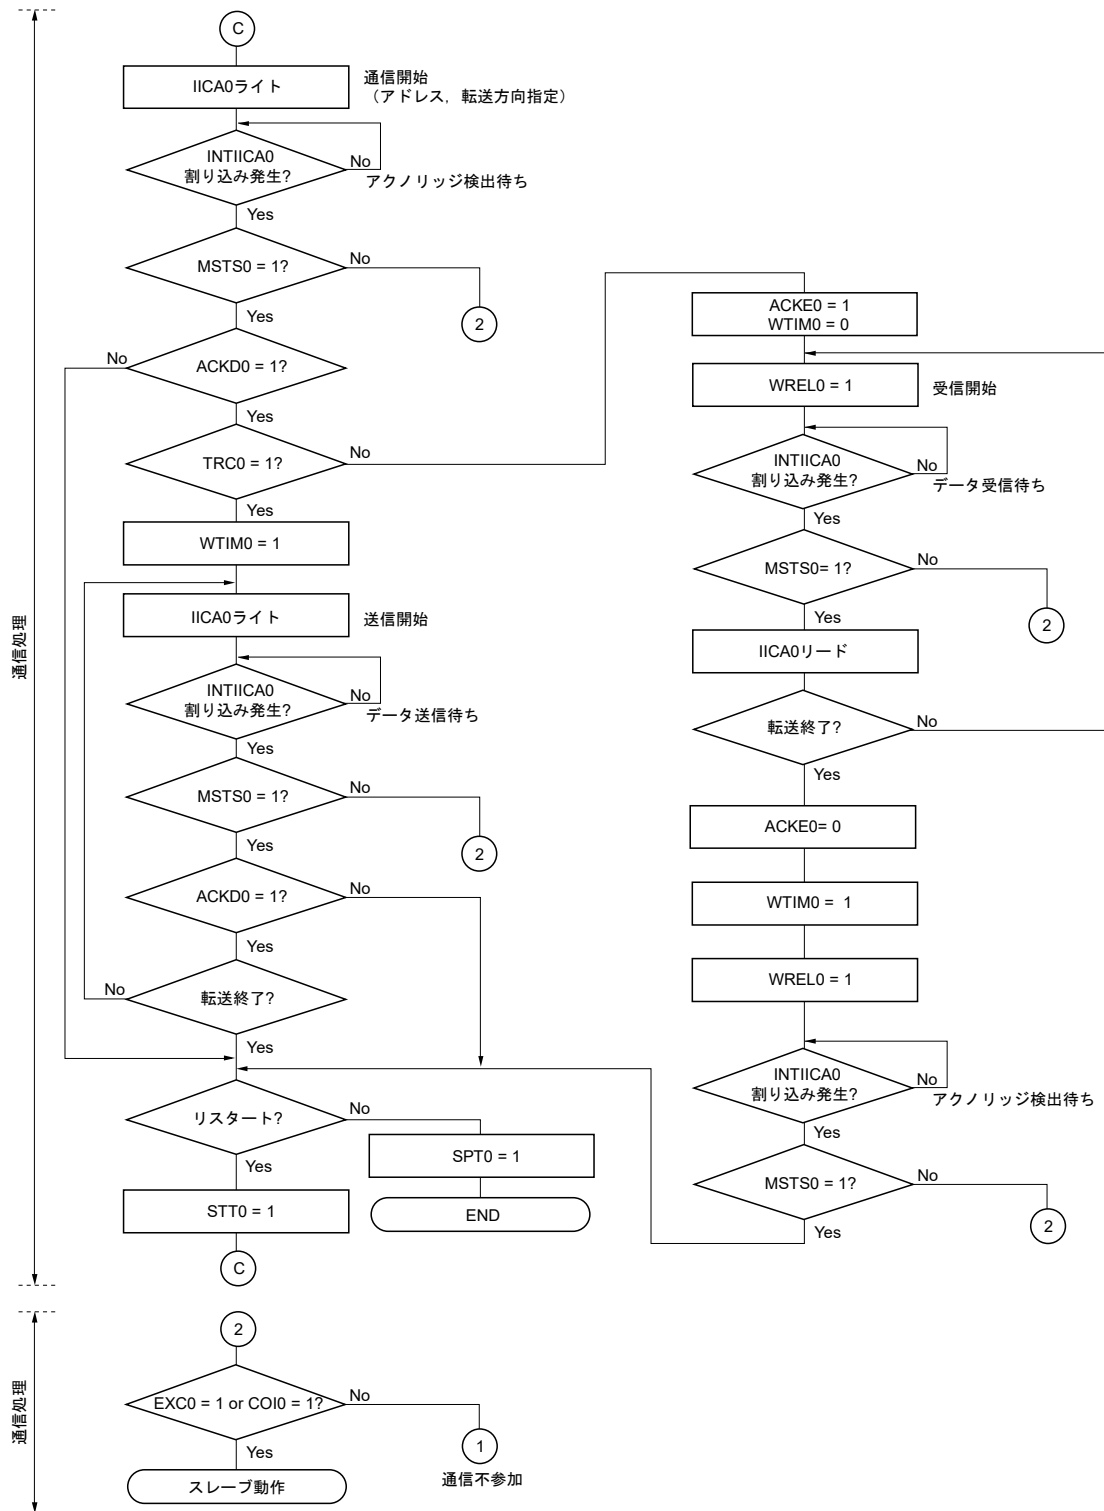 C
IICA0ライト
通信開始
（アドレス，転送方向指定）
INTIICA0
割り込み発生?
No
アクノリッジ検出待ち
Yes
MSTS0 = 1?
No
2
Yes
ACKD0 = 1?
No
Yes
TRC0 = 1?
No
Yes
WTIM0 = 1
IICA0ライト
送信開始
INTIICA0
割り込み発生?
No
データ送信待ち
Yes
MSTS0 = 1?
No
2
Yes
ACKD0 = 1?
No
Yes
転送終了?
No
Yes
リスタート?
No
SPT0 = 1
END
Yes
STT0 = 1
C
ACKE0 = 1
WTIM0 = 0
WREL0 = 1
受信開始
INTIICA0
割り込み発生?
No
データ受信待ち
Yes
MSTS0= 1?
No
2
Yes
IICA0リード
転送終了?
No
Yes
ACKE0= 0
WTIM0 = 1
WREL0 = 1
INTIICA0
割り込み発生?
No
アクノリッジ検出待ち
Yes
MSTS0 = 1?
No
2
Yes
通信処理
2
EXC0 = 1 or COI0 = 1?
No
1
通信不参加
Yes
スレーブ動作
通信処理